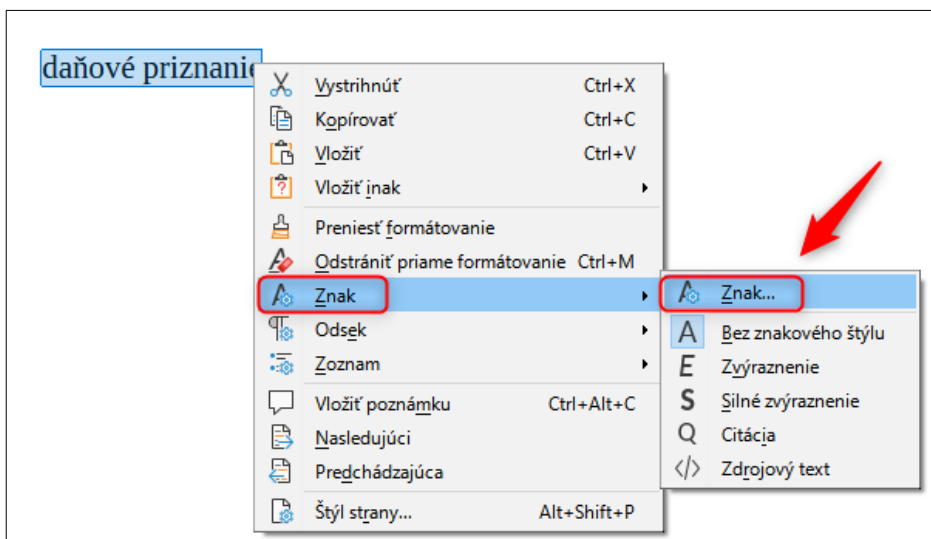 daňové priznanie
Vystrihnúť Ctrl+X
Kopírovať Ctrl+C
Vložiť Ctrl+V
Vložiť inak
Preniesť formátovanie
Odstrániť priame formátovanie Ctrl+M
Znak
Odsek
Zoznam
Vložiť poznámku Ctrl+Alt+C
Nasledujúci
Predchádzajúca
Štýl strany... Alt+Shift+P
Znak...
Bez znakového štýlu
Zvýraznenie
Silné zvýraznenie
Citácia
Zdrojový text